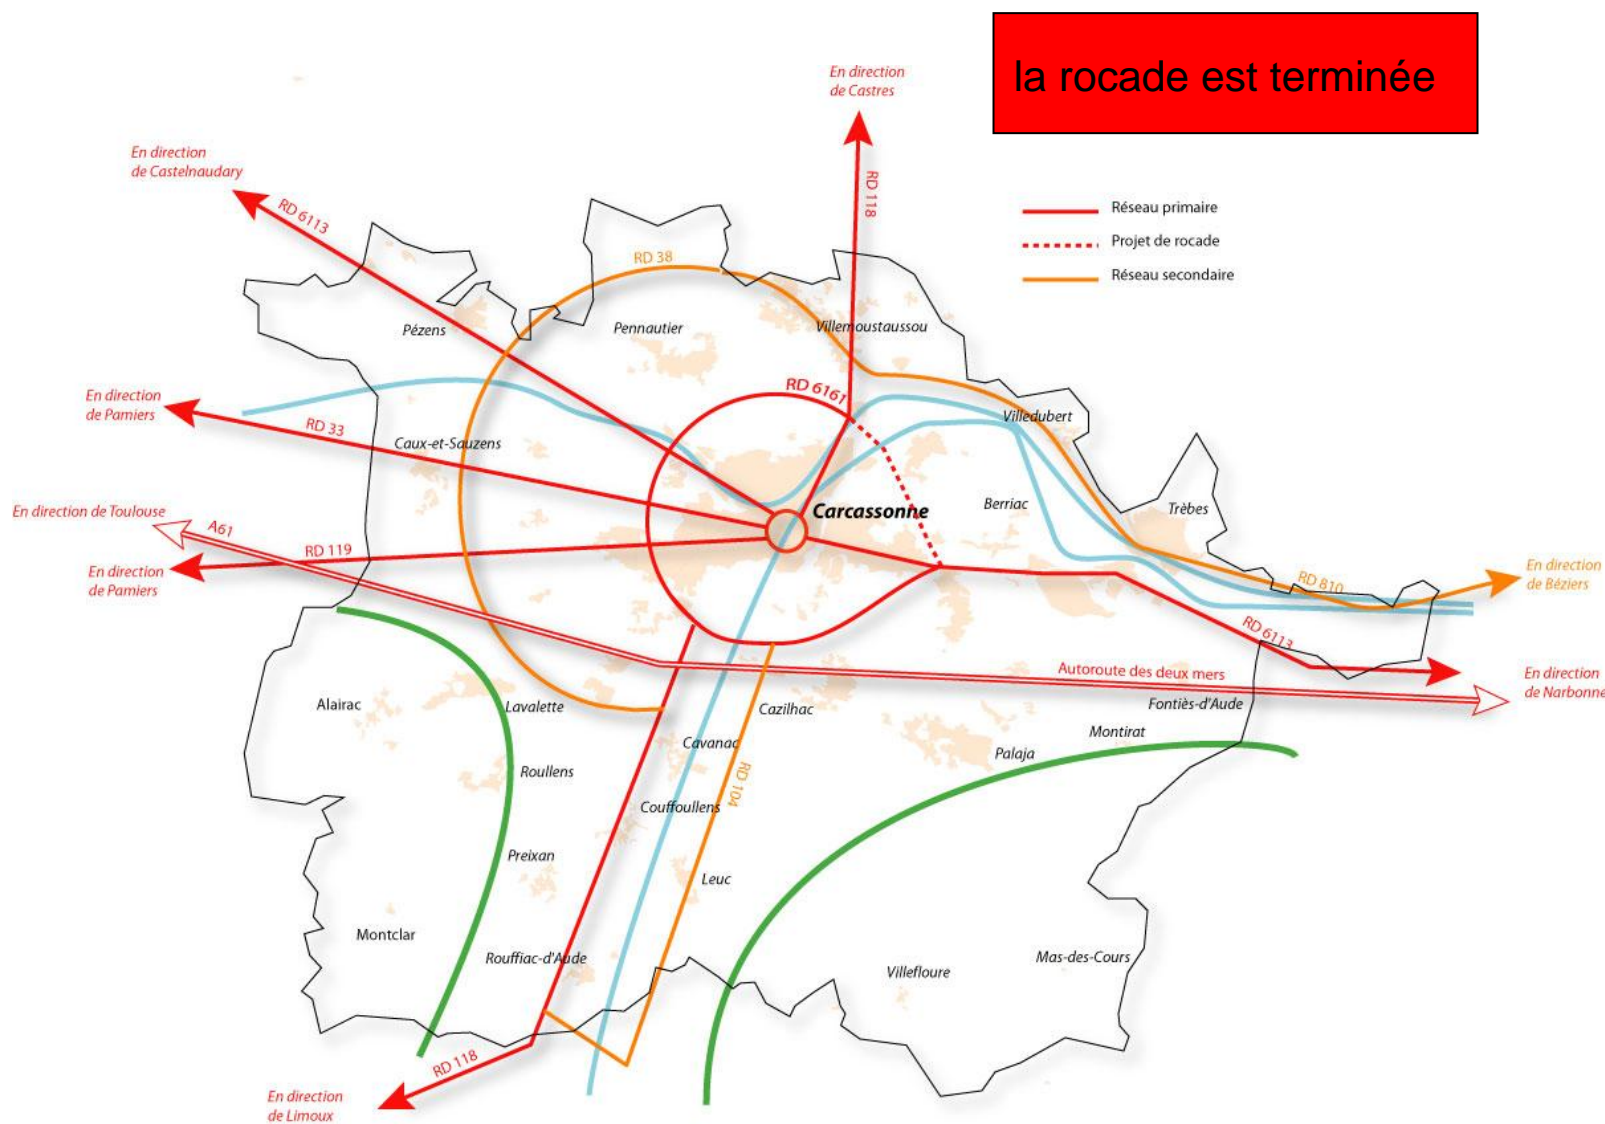 la rocade est terminée
En direction
de Castres
En direction
de Castelnaudary
RD 6113
RD 118
Réseau primaire
Projet de rocade
Réseau secondaire
RD 38
Pézens
Pennautier
Villemoustaussou
RD 6161
En direction
de Pamiers
RD 33
Caux-et-Sauzens
Villedubert
En direction de Toulouse
A61
Carcassonne
Berriac
Trèbes
RD 119
En direction
de Pamiers
RD 810
En direction
de Béziers
RD 6113
Autoroute des deux mers
En direction
de Narbonne
Alairac
Lavalette
Cazilhac
Fontiès-d'Aude
Cavanac
Palaja
Montirat
Roullens
RD 104
Couffoullens
Preixan
Leuc
Montclar
Rouffiac-d'Aude
Villefloure
Mas-des-Cours
RD 118
En direction
de Limoux